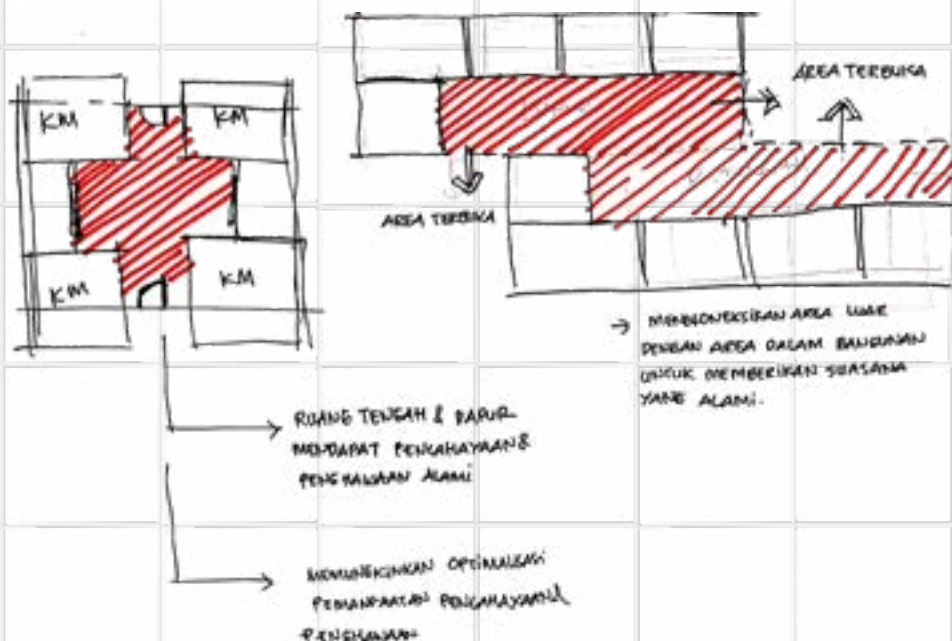 KM
KM
KM
KM
AREA TERBUKA
AREA TERBUKA
→ MENGKONEKSIKAN AREA LUAR
DENGAN AREA DALAM BANGUNAN
UNTUK MEMBERIKAN SUASANA
YANG ALAMI.
RUANG TENGAH & DAPUR
MENDAPAT PENCAHAYAAN &
PENGHAWAAN ALAMI
MEMUNGKINKAN OPTIMALISASI
PEMANFAATAN PENCAHAYAAN &
PENGHAWAAN